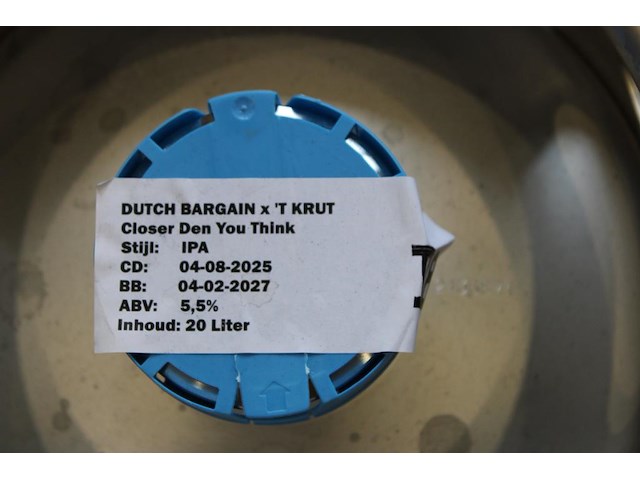 DUTCH BARGAIN x 'T KRUT
Closer Den You Think
Stijl: IPA
CD: 04-08-2025
BB: 04-02-2027
ABV: 5,5%
Inhoud: 20 Liter